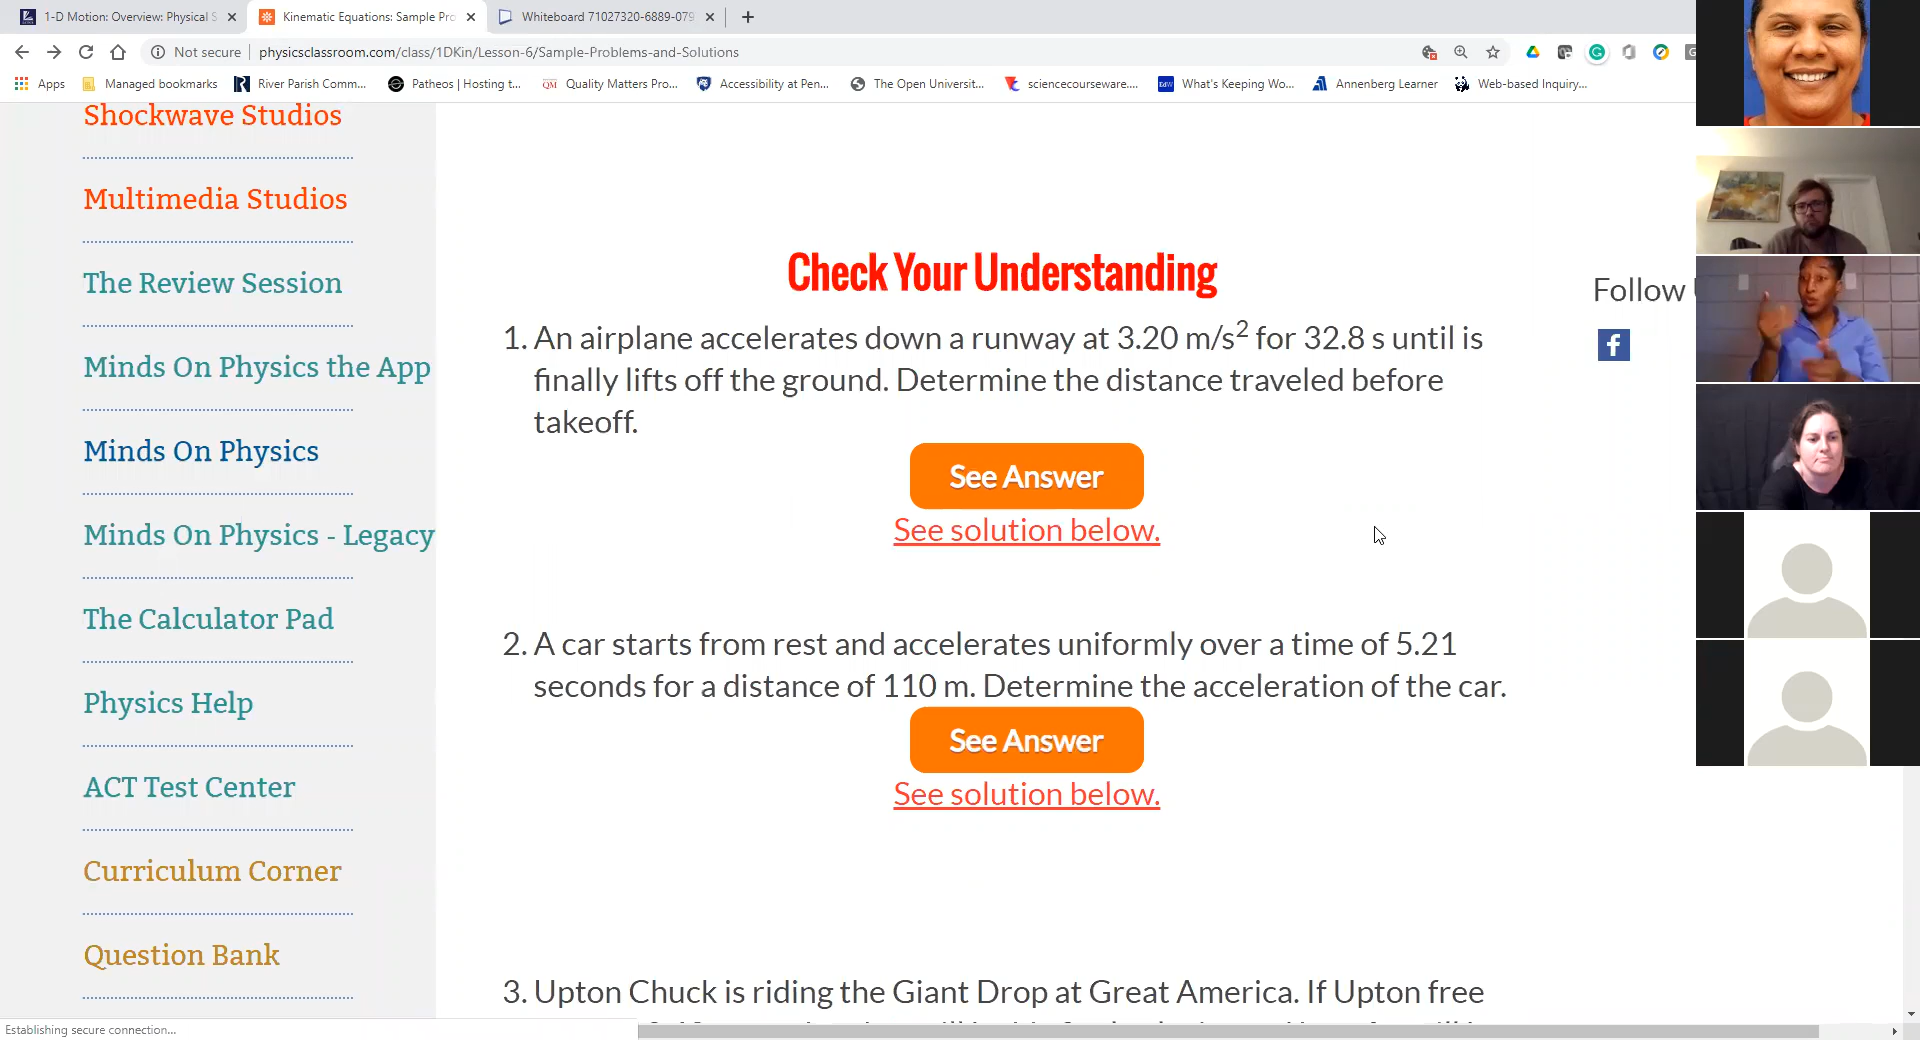 1-D Motion: Overview: Physical S
Kinematic Equations: Sample Pro
Whiteboard 71027320-6889-079
Not secure
physicsclassroom.com/class/1DKin/Lesson-6/Sample-Problems-and-Solutions
Apps
Managed bookmarks
River Parish Comm...
Patheos | Hosting t...
QM
Quality Matters Pro...
Accessibility at Pen...
The Open Universit...
sciencecourseware....
EdW
What's Keeping Wo...
Annenberg Learner
Web-based Inquiry...
Shockwave Studios
Multimedia Studios
The Review Session
Minds On Physics the App
Minds On Physics
Minds On Physics - Legacy
The Calculator Pad
Physics Help
ACT Test Center
Curriculum Corner
Question Bank
Check Your Understanding
1. An airplane accelerates down a runway at 3.20 m/s² for 32.8 s until is
finally lifts off the ground. Determine the distance traveled before
takeoff.
See Answer
See solution below.
2. A car starts from rest and accelerates uniformly over a time of 5.21
seconds for a distance of 110 m. Determine the acceleration of the car.
See Answer
See solution below.
3. Upton Chuck is riding the Giant Drop at Great America. If Upton free
Follow
Establishing secure connection...